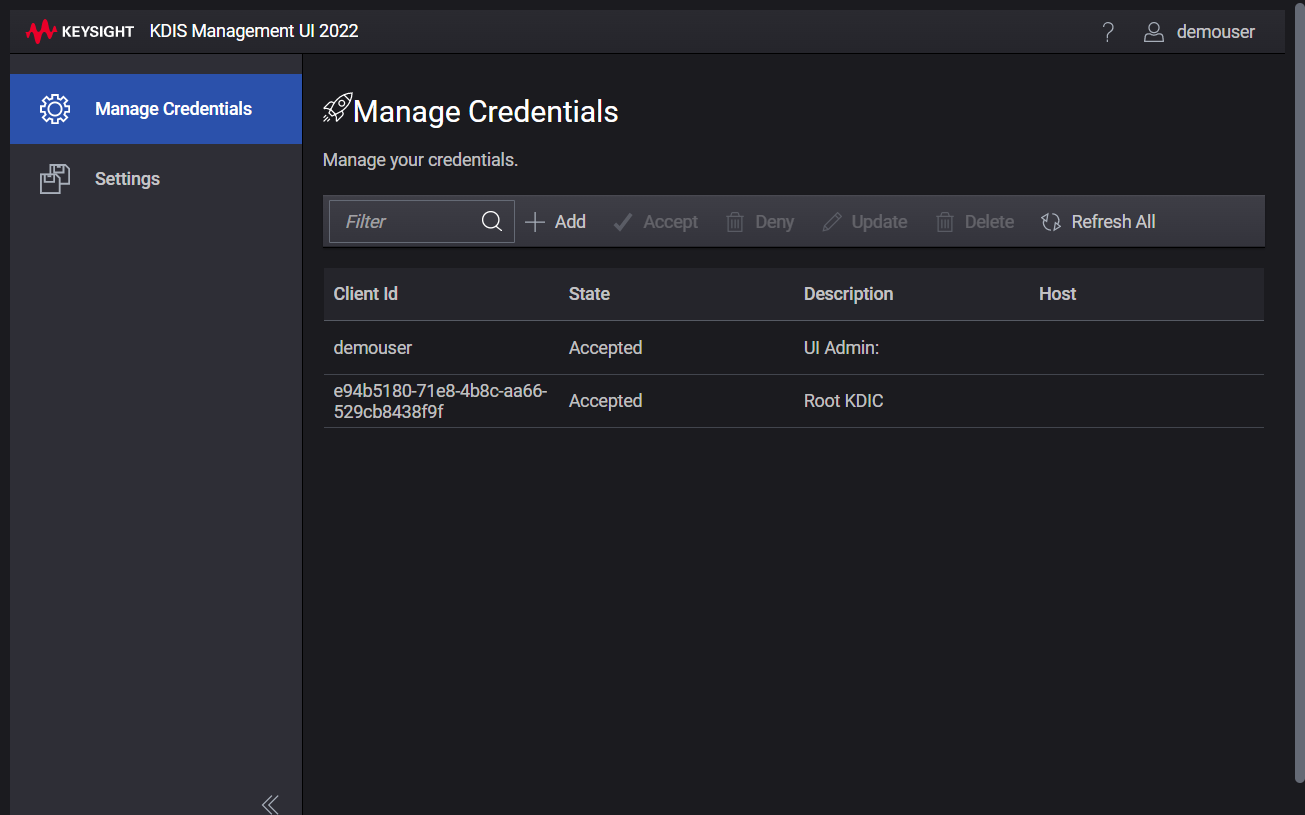 KEYSIGHT KDIS Management UI 2022 ? demouser
Manage Credentials
Settings
Manage Credentials
Manage your credentials.
Filter Add Accept Deny Update Delete Refresh All
Client Id State Description Host
demouser Accepted UI Admin:
e94b5180-71e8-4b8c-aa66-
529cb8438f9f Accepted Root KDIC